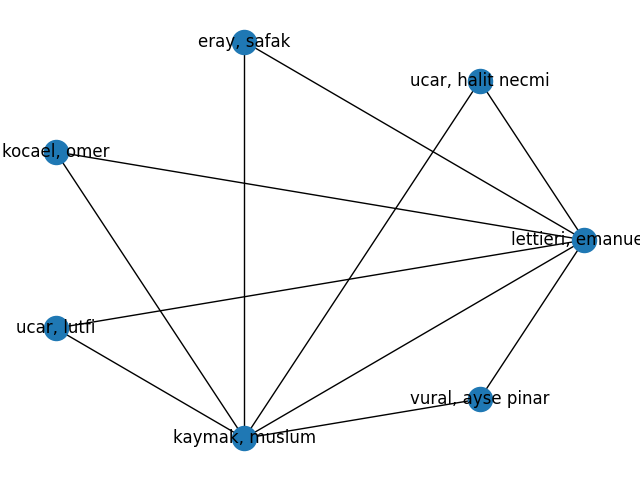 eray, safak
ucar, halit necmi
kocael, omer
lettieri, emanue
ucar, lutfi
vural, ayse pinar
kaymak, muslum